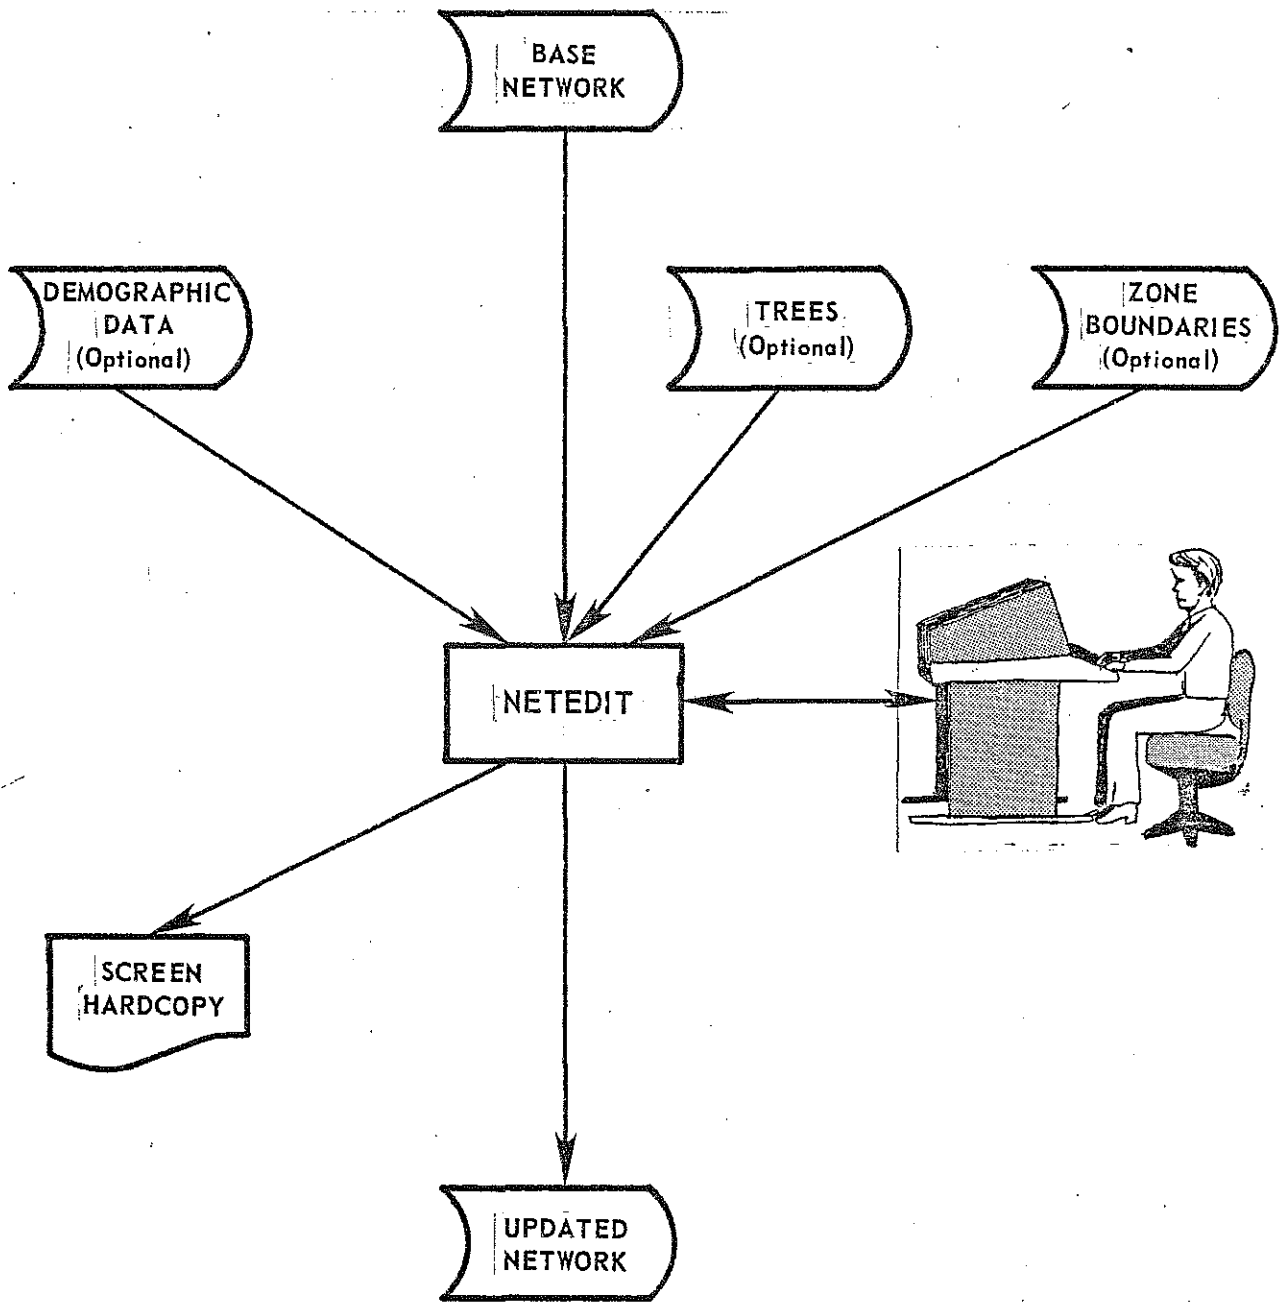 BASE
NETWORK
DEMOGRAPHIC
DATA
(Optional)
TREES
(Optional)
ZONE
BOUNDARIES
(Optional)
NETEDIT
SCREEN
HARDCOPY
UPDATED
NETWORK